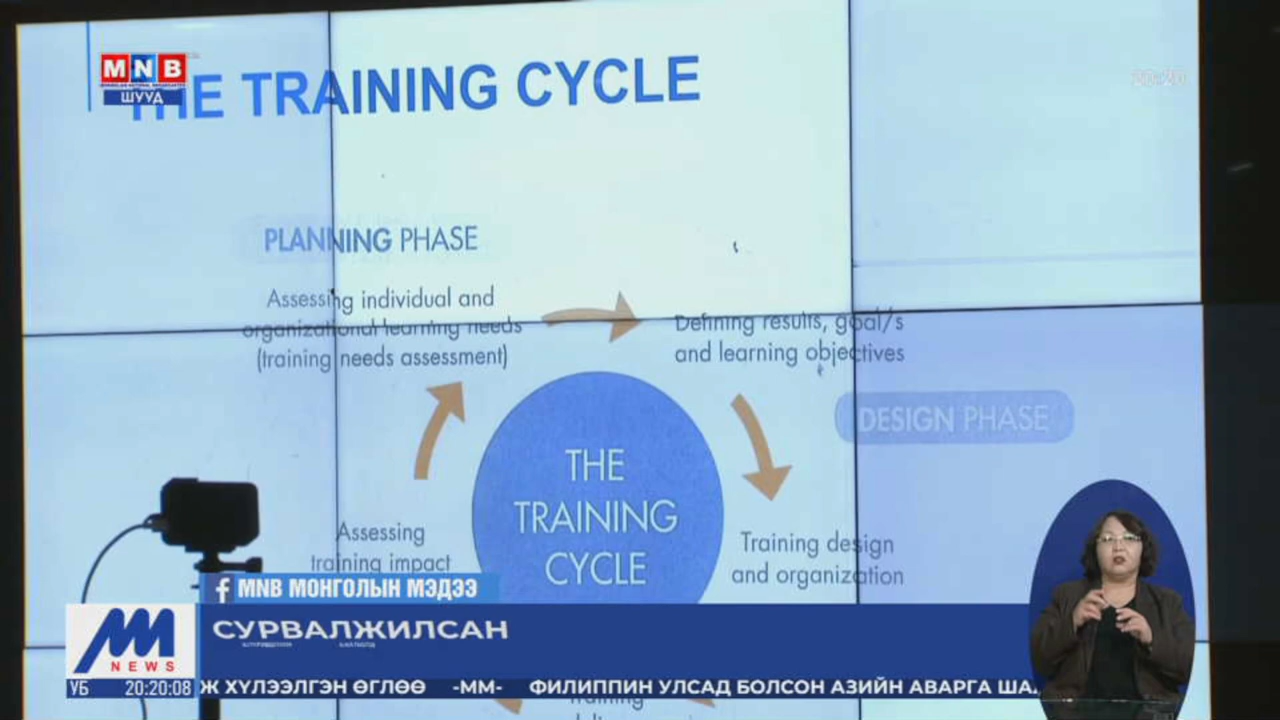 MNB
ШУУД
THE TRAINING CYCLE
PLANNING PHASE
Assessing individual and
organizational learning needs
(training needs assessment)
Defining results, goal/s
and learning objectives
DESIGN PHASE
THE
TRAINING
CYCLE
Training design
and organization
Assessing
training impact
MNB МОНГОЛЫН МЭДЭЭ
СУРВАЛЖИЛСАН
MM
NEWS
УБ 20:20:08
Ж ХҮЛЭЭЛГЭН ӨГЛӨӨ -ММ- ФИЛИППИН УЛСАД БОЛСОН АЗИЙН АВАРГА